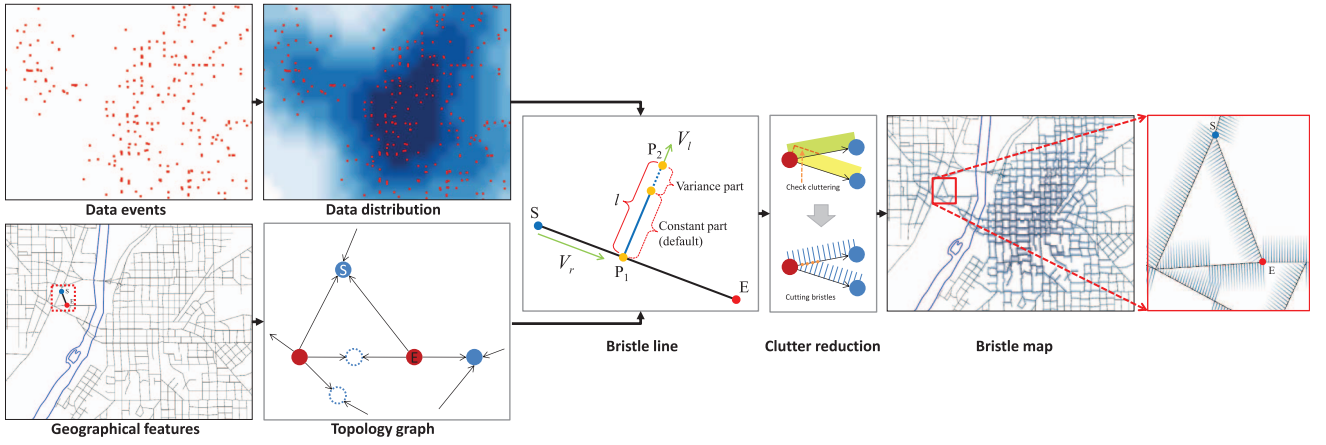 Data events
Data distribution
S
E
Geographical features
S
E
Topology graph
P2
Vl
l
Variance part
Constant part
(default)
S
Vr
P1
E
Bristle line
Check cluttering
Cutting bristles
Clutter reduction
Bristle map
S
E